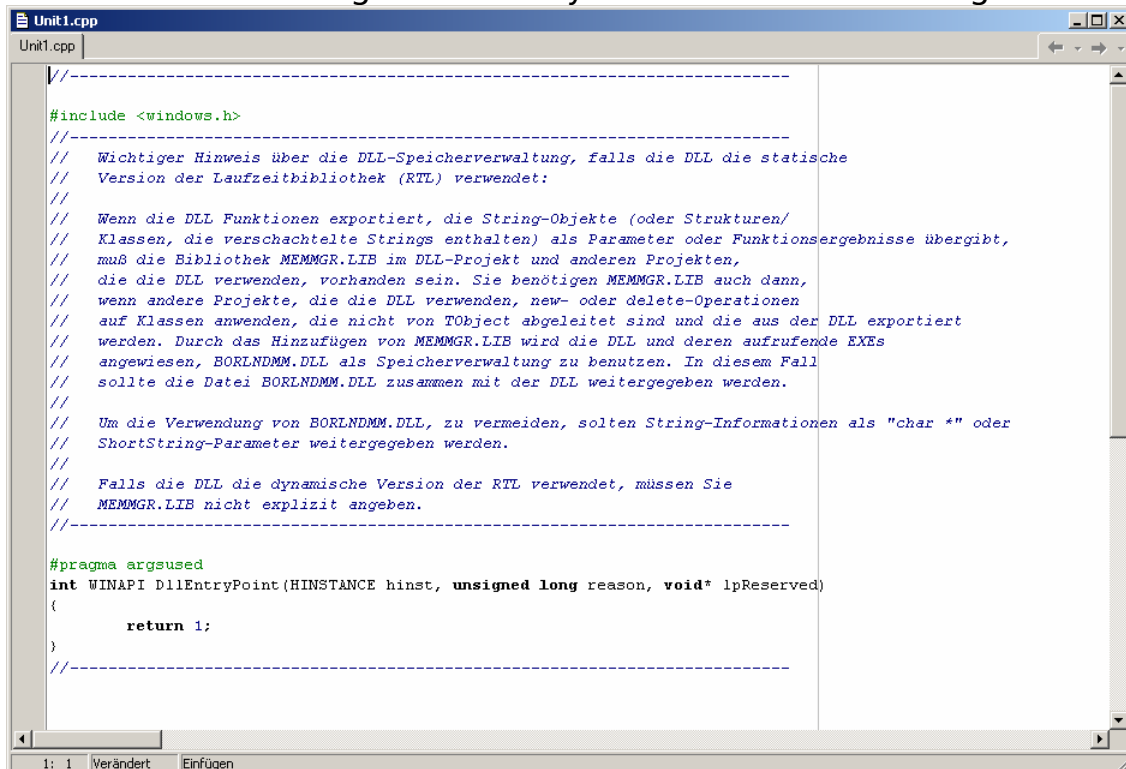 Unit1.cpp
Unit1.cpp
//---------------------------------------------------------------------------
#include <windows.h>
//---------------------------------------------------------------------------
//   Wichtiger Hinweis über die DLL-Speicherverwaltung, falls die DLL die statische
//   Version der Laufzeitbibliothek (RTL) verwendet:
//
//   Wenn die DLL Funktionen exportiert, die String-Objekte (oder Strukturen/
//   Klassen, die verschachtelte Strings enthalten) als Parameter oder Funktionsergebnisse übergibt,
//   muß die Bibliothek MEMMGR.LIB im DLL-Projekt und anderen Projekten,
//   die die DLL verwenden, vorhanden sein. Sie benötigen MEMMGR.LIB auch dann,
//   wenn andere Projekte, die die DLL verwenden, new- oder delete-Operationen
//   auf Klassen anwenden, die nicht von TObject abgeleitet sind und die aus der DLL exportiert
//   werden. Durch das Hinzufügen von MEMMGR.LIB wird die DLL und deren aufrufende EXEs
//   angewiesen, BORLNDMM.DLL als Speicherverwaltung zu benutzen. In diesem Fall
//   sollte die Datei BORLNDMM.DLL zusammen mit der DLL weitergegeben werden.
//
//   Um die Verwendung von BORLNDMM.DLL, zu vermeiden, solten String-Informationen als "char *" oder
//   ShortString-Parameter weitergegeben werden.
//
//   Falls die DLL die dynamische Version der RTL verwendet, müssen Sie
//   MEMMGR.LIB nicht explizit angeben.
//---------------------------------------------------------------------------
#pragma argsused
int WINAPI DllEntryPoint(HINSTANCE hinst, unsigned long reason, void* lpReserved)
{
        return 1;
}
//---------------------------------------------------------------------------
1: 1 Verändert Einfügen